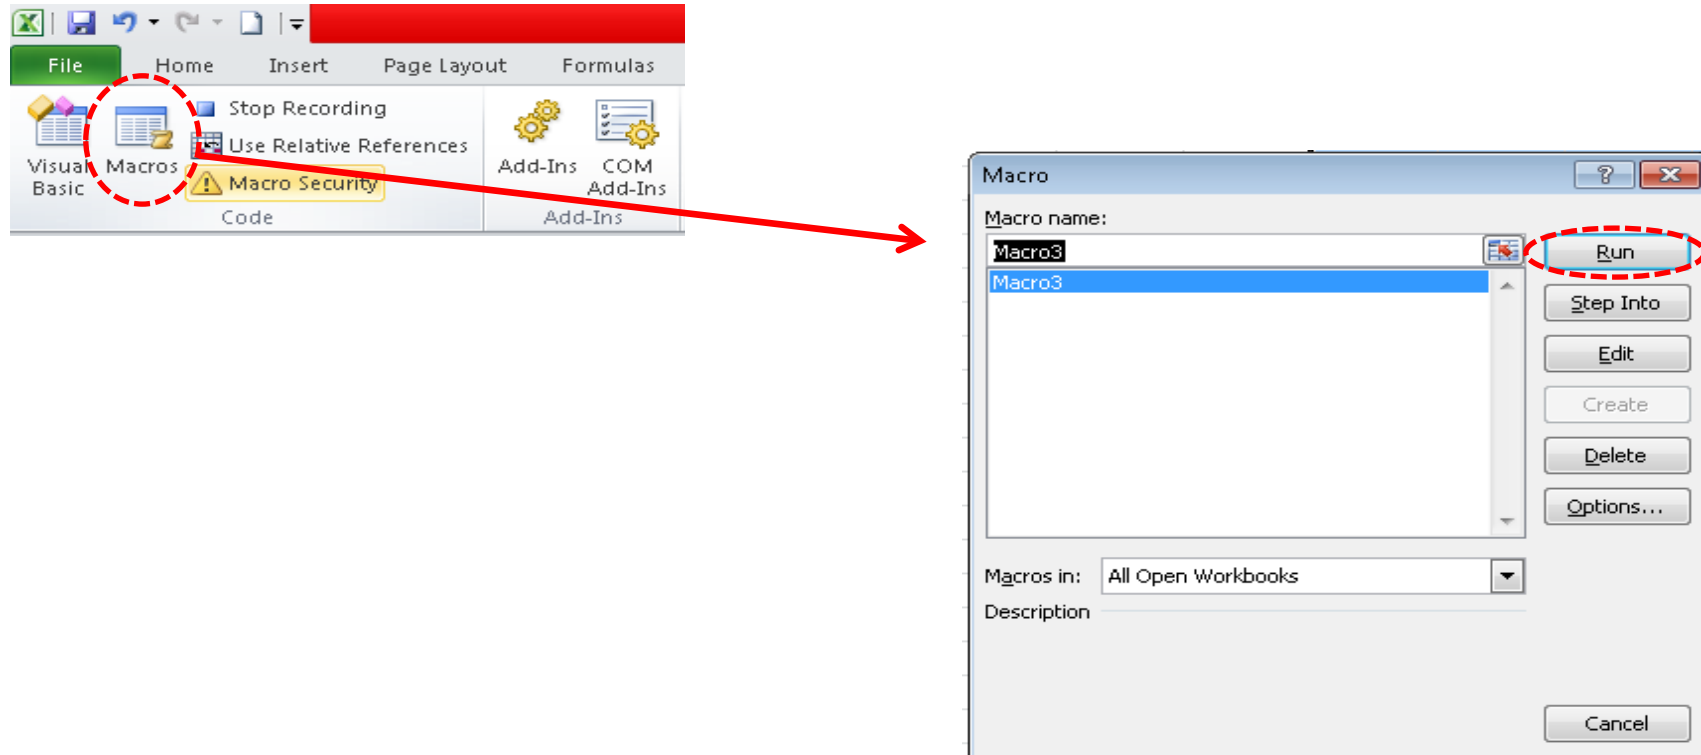 File Home Insert Page Layout Formulas
Stop Recording
Use Relative References
Macro Security
Visual Basic
Macros
Code
Add-Ins
COM Add-Ins
Add-Ins
Macro
Macro name:
Macro3
Macro3
Run
Step Into
Edit
Create
Delete
Options...
Macros in: All Open Workbooks
Description
Cancel